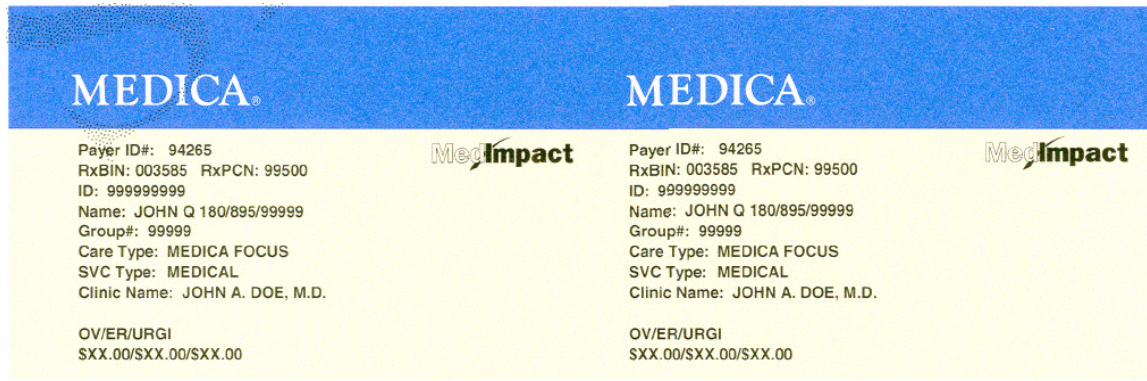 MEDICA®
Payer ID#: 94265
MedImpact
RxBIN: 003585 RxPCN: 99500
ID: 999999999
Name: JOHN Q 180/895/99999
Group#: 99999
Care Type: MEDICA FOCUS
SVC Type: MEDICAL
Clinic Name: JOHN A. DOE, M.D.
OV/ER/URGI
$XX.00/$XX.00/$XX.00
MEDICA®
Payer ID#: 94265
MedImpact
RxBIN: 003585 RxPCN: 99500
ID: 999999999
Name: JOHN Q 180/895/99999
Group#: 99999
Care Type: MEDICA FOCUS
SVC Type: MEDICAL
Clinic Name: JOHN A. DOE, M.D.
OV/ER/URGI
$XX.00/$XX.00/$XX.00